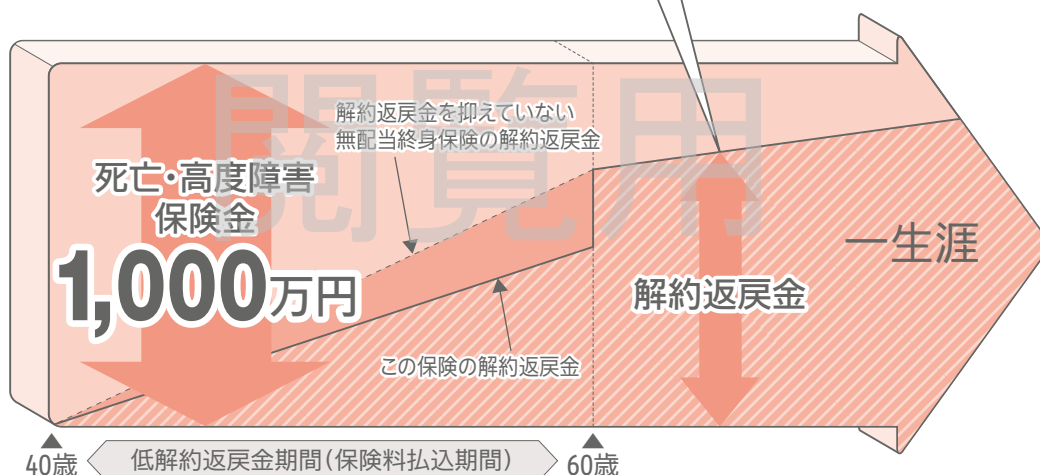 閲覧用
解約返戻金を抑えていない
無配当終身保険の解約返戻金
死亡・高度障害
保険金
1,000万円
一生涯
解約返戻金
この保険の解約返戻金
40歳
低解約返戻金期間(保険料払込期間)
60歳